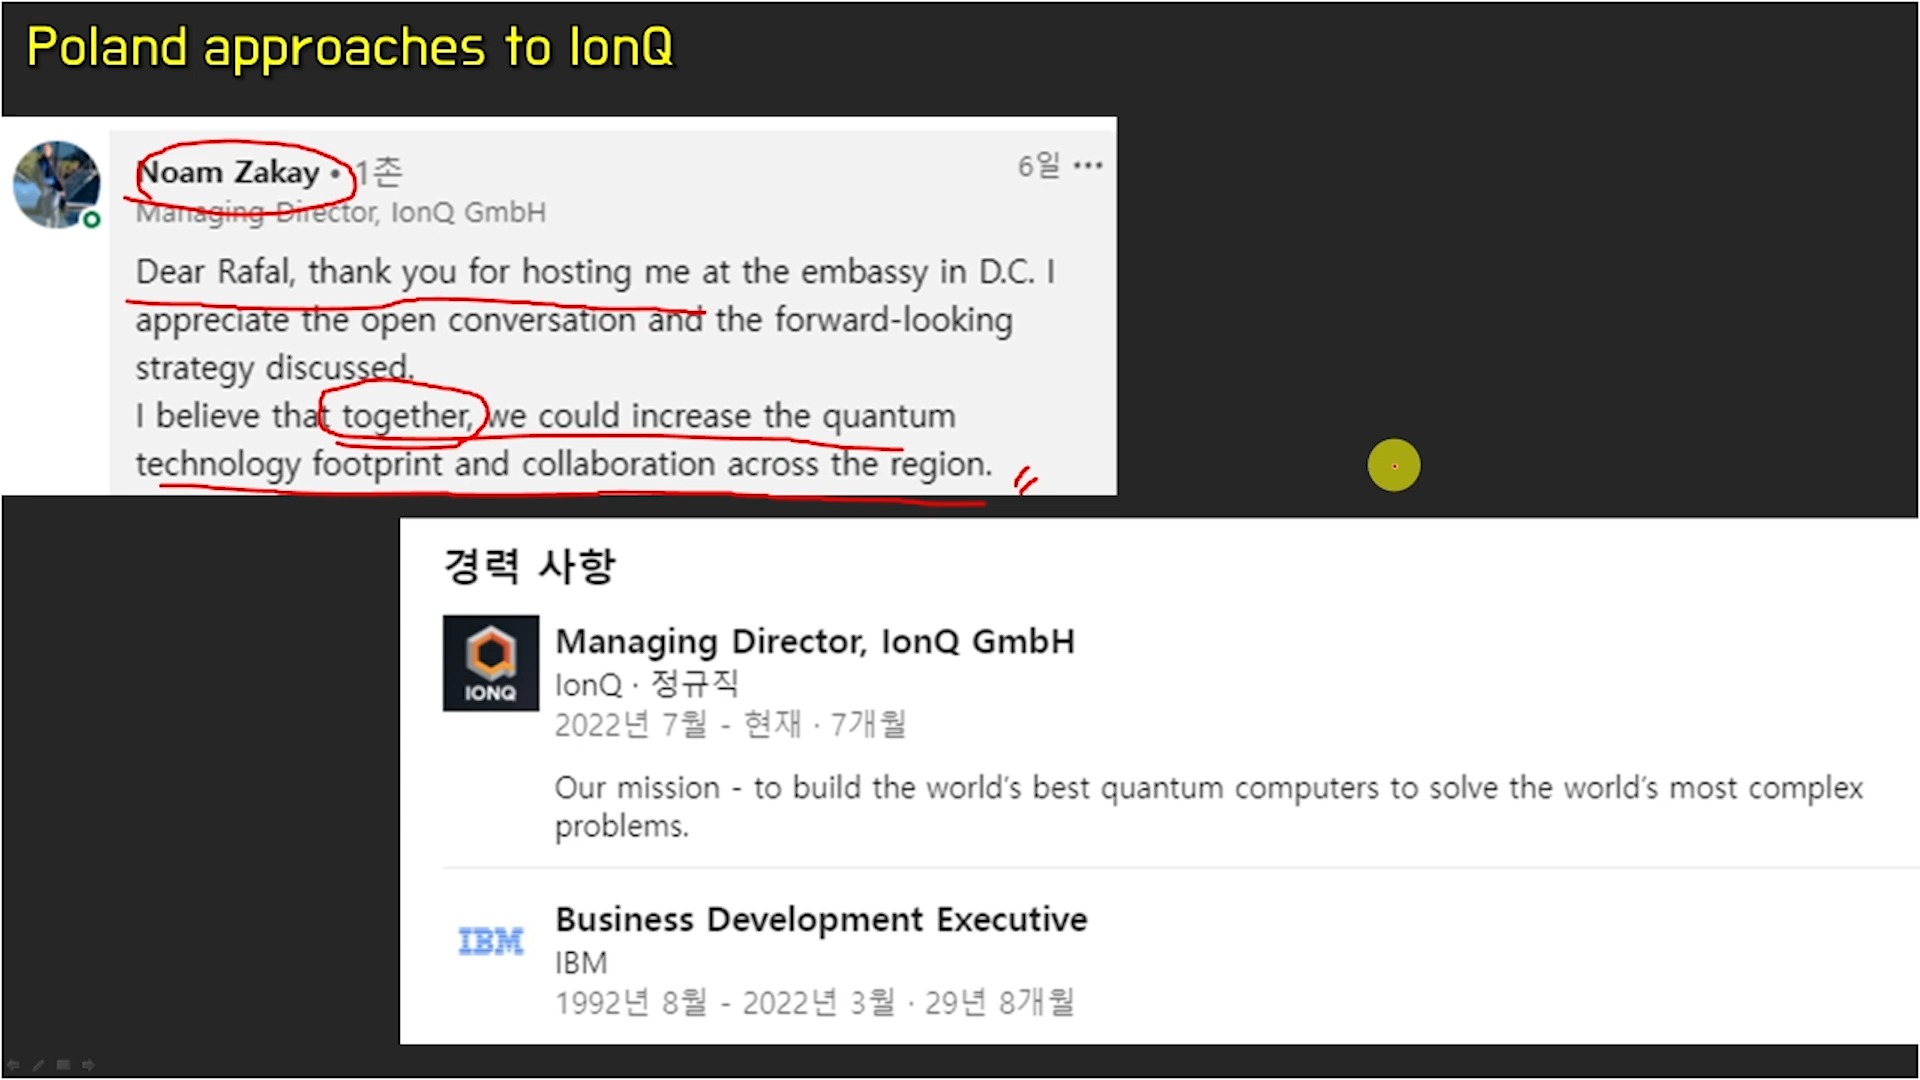 Poland approaches to IonQ
Noam Zakay • 1촌
6일 •••
Managing Director, IonQ GmbH
Dear Rafal, thank you for hosting me at the embassy in D.C. I
appreciate the open conversation and the forward-looking
strategy discussed.
I believe that together, we could increase the quantum
technology footprint and collaboration across the region.
경력 사항
IONQ
Managing Director, IonQ GmbH
IonQ · 정규직
2022년 7월 - 현재 · 7개월
Our mission - to build the world’s best quantum computers to solve the world’s most complex
problems.
IBM
Business Development Executive
IBM
1992년 8월 - 2022년 3월 · 29년 8개월